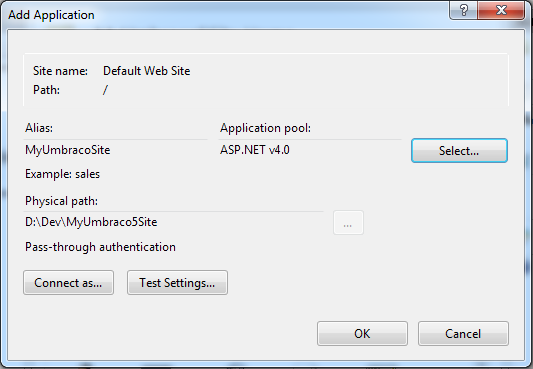 Add Application
?
Site name: Default Web Site
Path: /
Alias: Application pool:
MyUmbracoSite ASP.NET v4.0 Select...
Example: sales
Physical path:
D:\Dev\MyUmbraco5Site ...
Pass-through authentication
Connect as... Test Settings...
OK Cancel